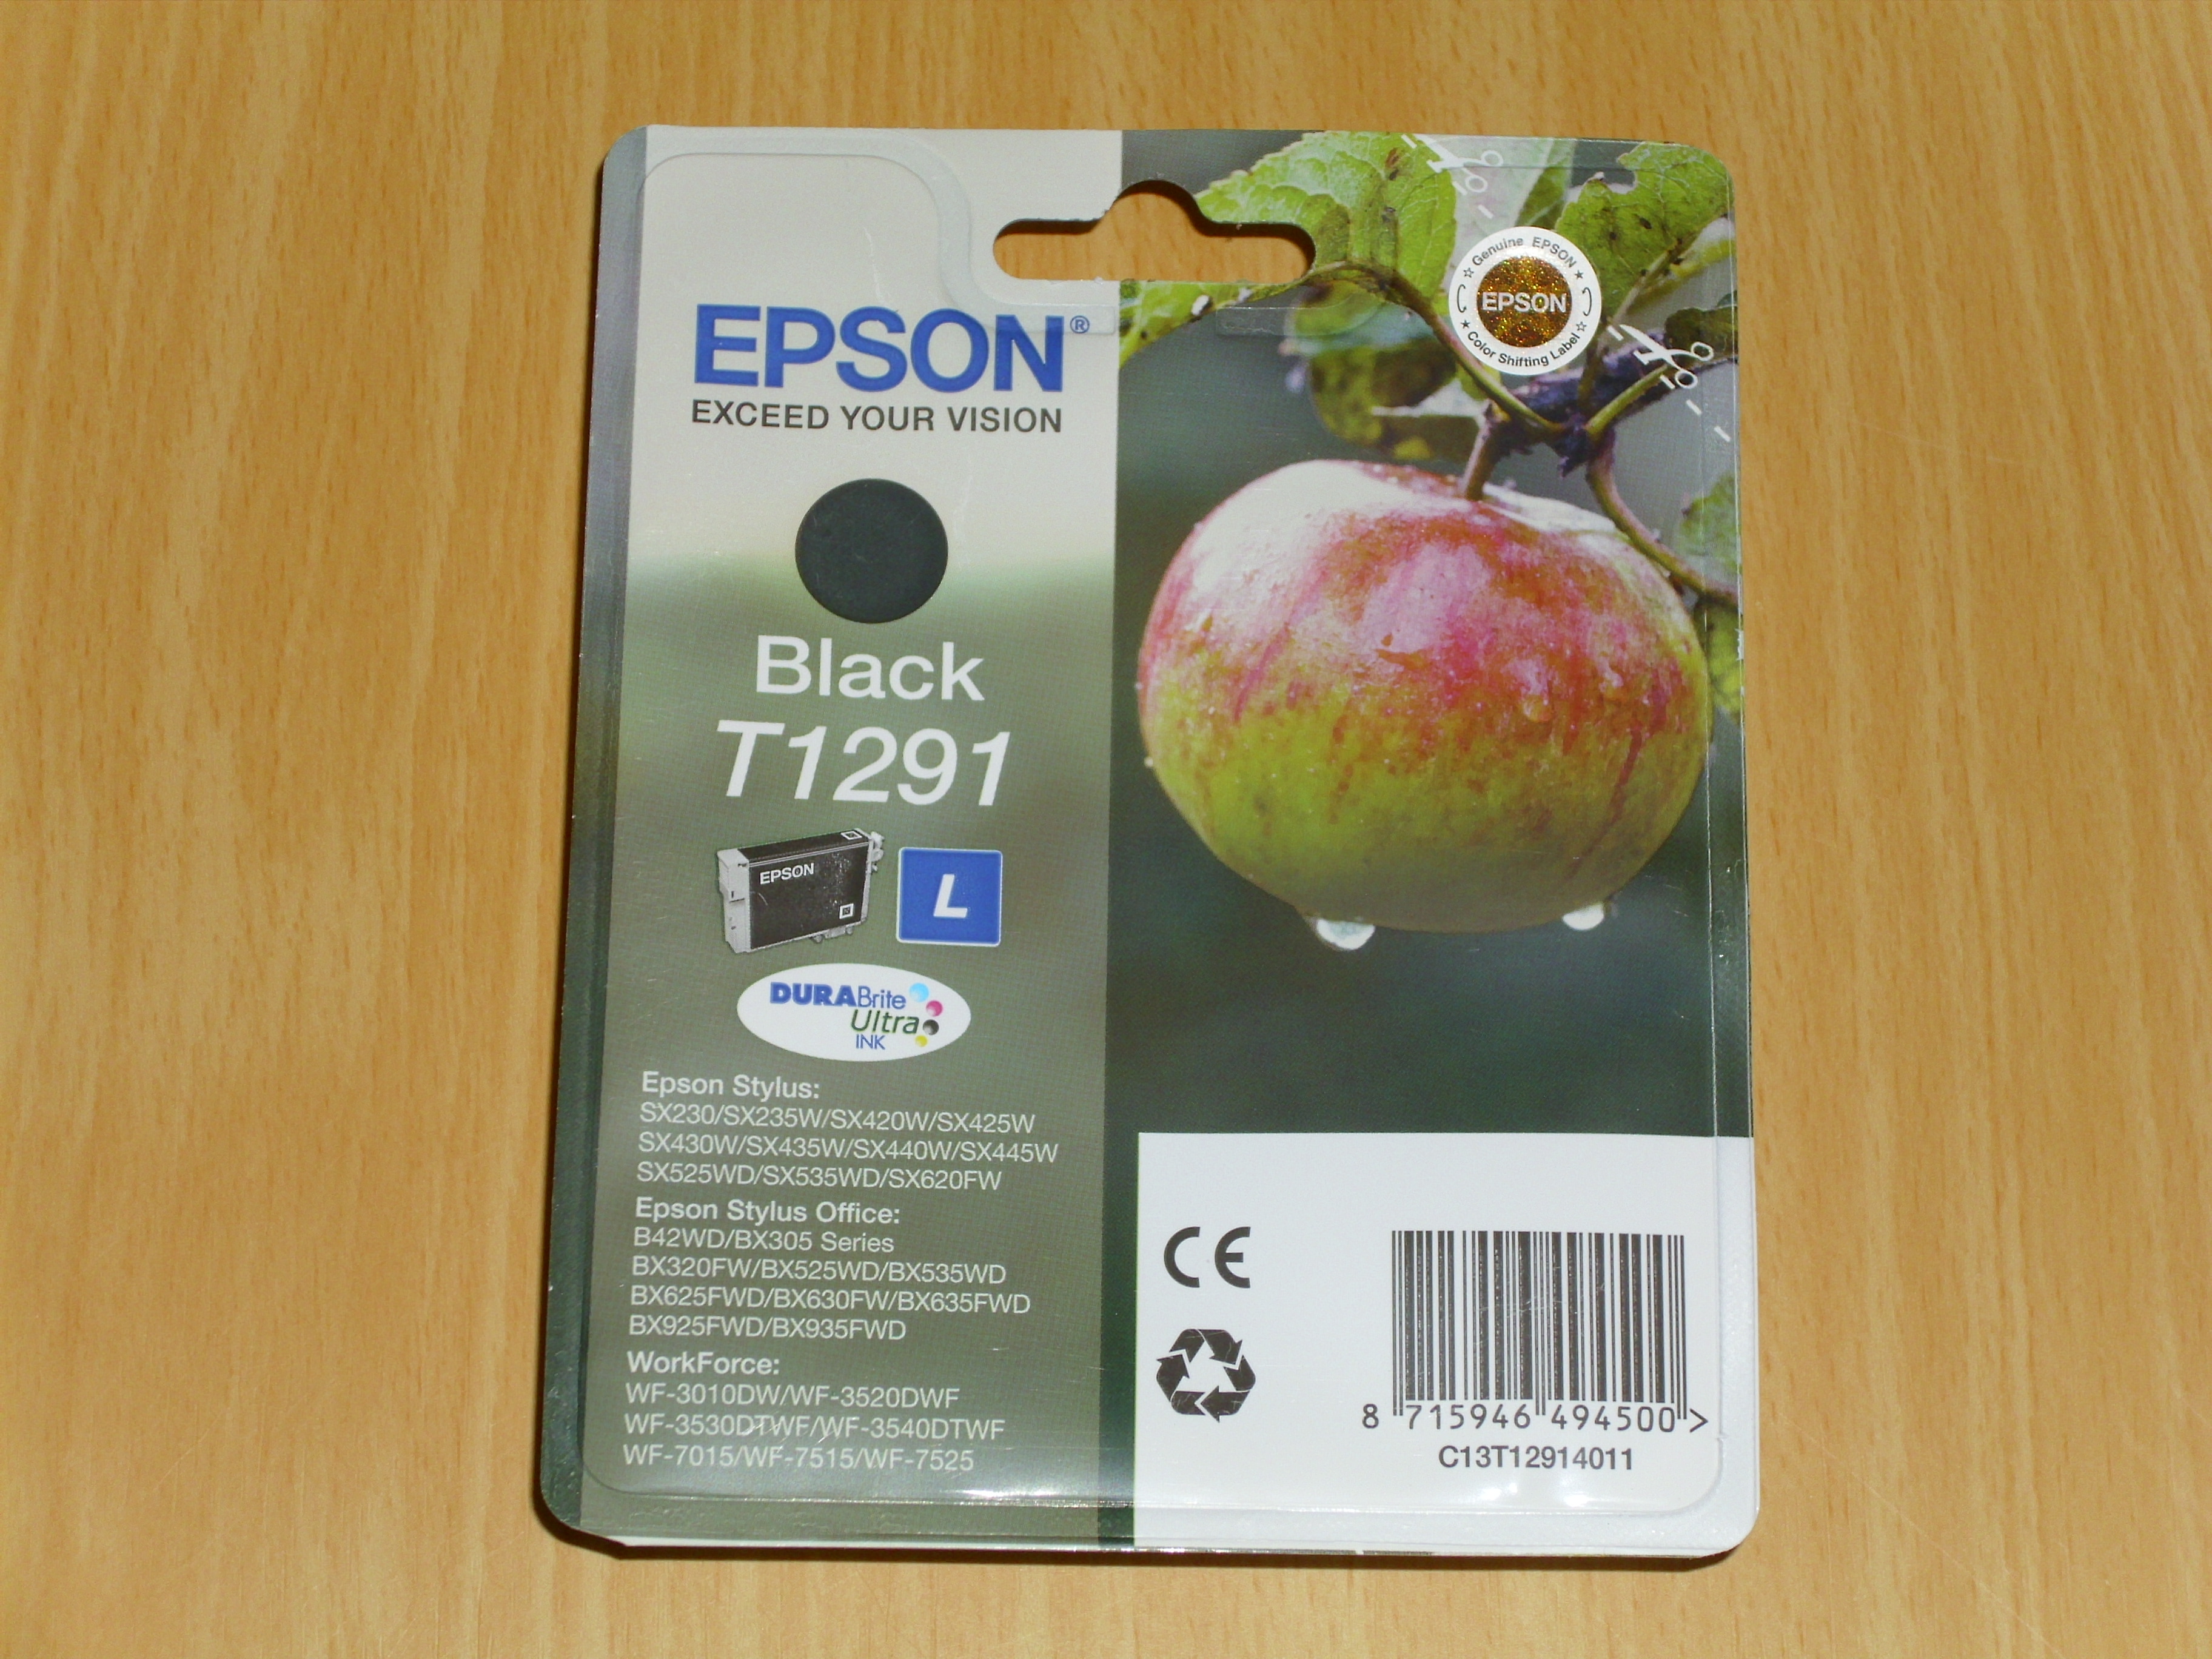 EPSON®
EXCEED YOUR VISION
Genuine EPSON
EPSON
Color Shifting Label
Black
T1291
EPSON
L
DURABrite
Ultra
INK
Epson Stylus:
SX230/SX235W/SX420W/SX425W
SX430W/SX435W/SX440W/SX445W
SX525WD/SX535WD/SX620FW
Epson Stylus Office:
B42WD/BX305 Series
BX320FW/BX525WD/BX535WD
BX625FWD/BX630FW/BX635FWD
BX925FWD/BX935FWD
WorkForce:
WF-3010DW/WF-3520DWF
WF-3530DTWF/WF-3540DTWF
WF-7015/WF-7515/WF-7525
CE
8 715946 494500 >
C13T12914011